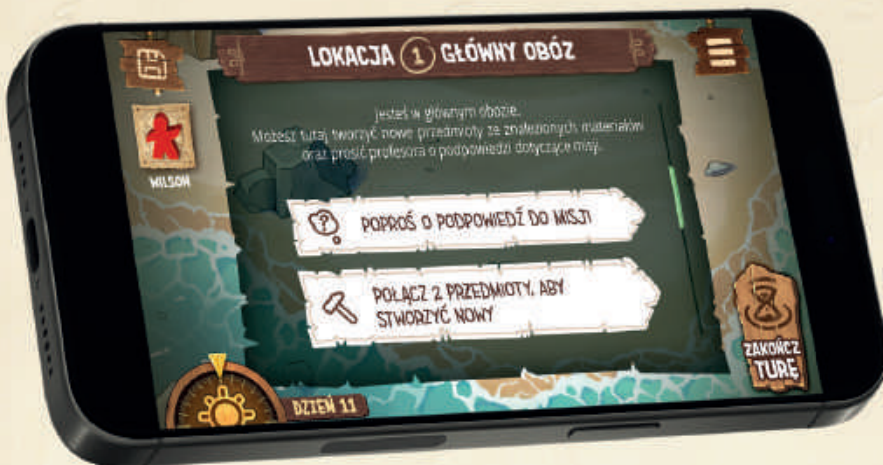 LOKACJA 1 GŁÓWNY OBÓZ
WILSON
Jesteś w głównym obozie.
Możesz tutaj tworzyć nowe przedmioty ze znalezionych materiałów
oraz prosić profesora o podpowiedzi dotyczące misji.
? POPROŚ O PODPOWIEDŹ DO MISJI
POŁĄCZ 2 PRZEDMIOTY, ABY
STWORZYĆ NOWY
ZAKOŃCZ
TURĘ
DZIEŃ 11